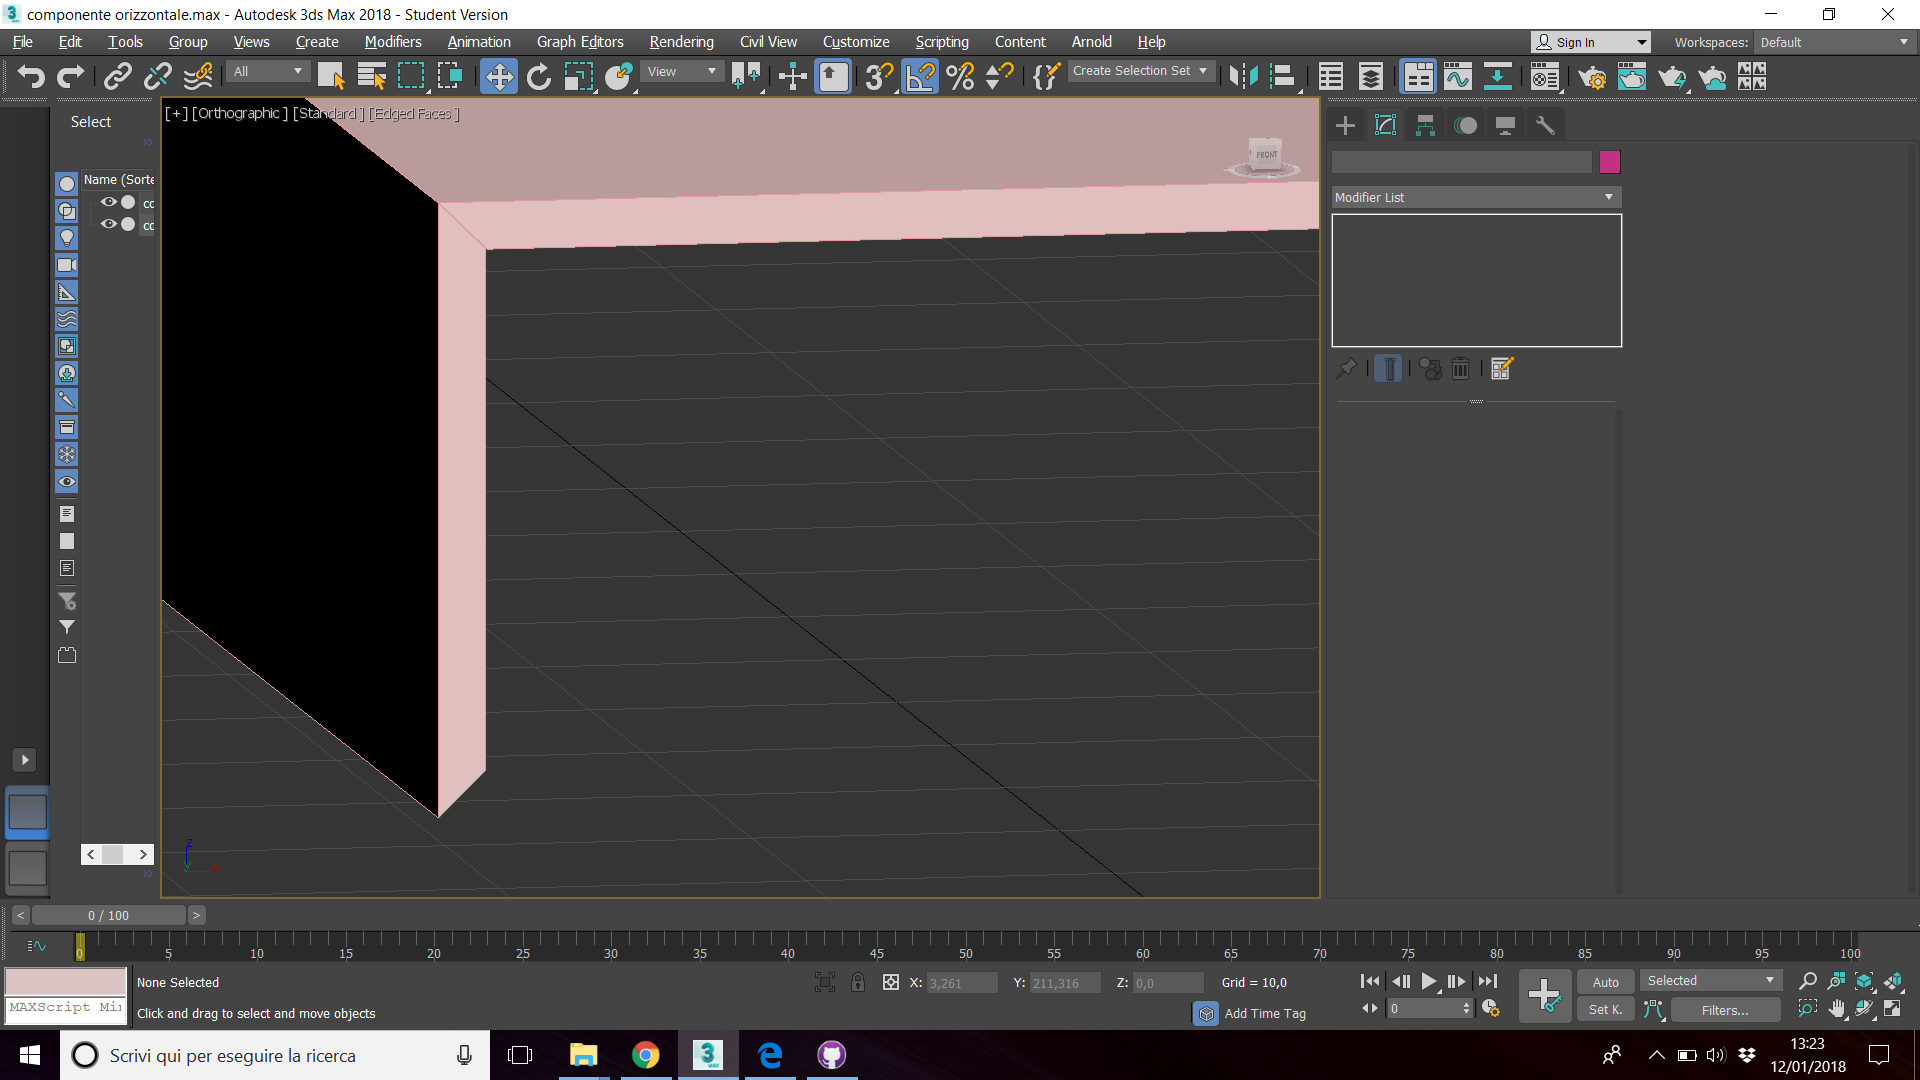 componente orizzontale.max - Autodesk 3ds Max 2018 - Student Version
File Edit Tools Group Views Create Modifiers Animation Graph Editors Rendering Civil View Customize Scripting Content Arnold Help
Sign In
Workspaces: Default
All
View
Create Selection Set
Select
Name (Sorte
co
co
[+] [Orthographic ] [Standard ] [Edged Faces ]
FRONT
Modifier List
z
x
0 / 100
0 5 10 15 20 25 30 35 40 45 50 55 60 65 70 75 80 85 90 95 100
None Selected
X: 3,261 Y: 211,316 Z: 0,0 Grid = 10,0
Auto Selected
MAXScript Mi
Click and drag to select and move objects
Add Time Tag
0
Set K. Filters...
Scrivi qui per eseguire la ricerca
3
MAX
13:23
12/01/2018